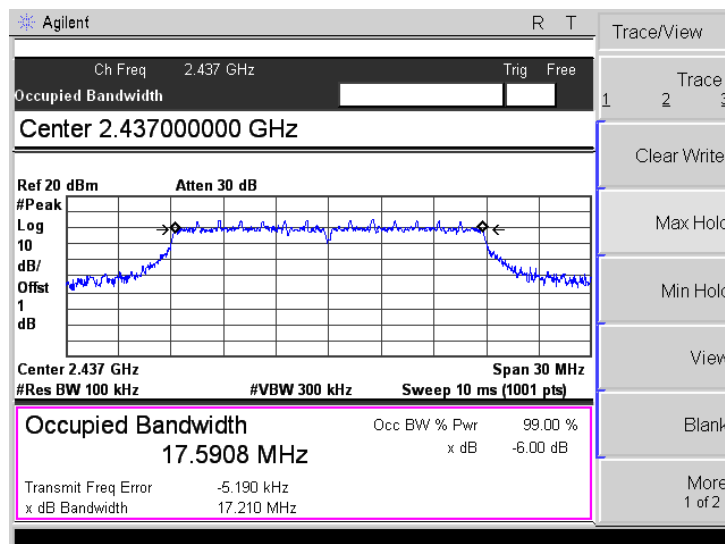 Agilent R T
Trace/View
Ch Freq 2.437 GHz Trig Free
Occupied Bandwidth
Center 2.437000000 GHz
Ref 20 dBm Atten 30 dB
#Peak
Log
10
dB/
Offst
1
dB
Center 2.437 GHz Span 30 MHz
#Res BW 100 kHz #VBW 300 kHz Sweep 10 ms (1001 pts)
Occupied Bandwidth
17.5908 MHz
Occ BW % Pwr 99.00 %
x dB -6.00 dB
Transmit Freq Error -5.190 kHz
x dB Bandwidth 17.210 MHz
Trace
1 2 3
Clear Write
Max Hold
Min Hold
View
Blank
More
1 of 2